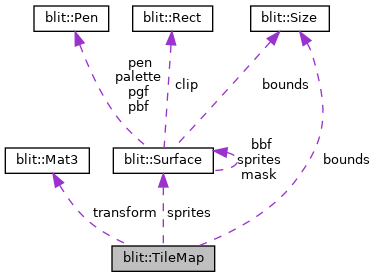 blit::Pen
blit::Rect
blit::Size
pen
palette
pgf
pbf
clip
bounds
blit::Mat3
blit::Surface
bbf
sprites
mask
bounds
transform
sprites
blit::TileMap